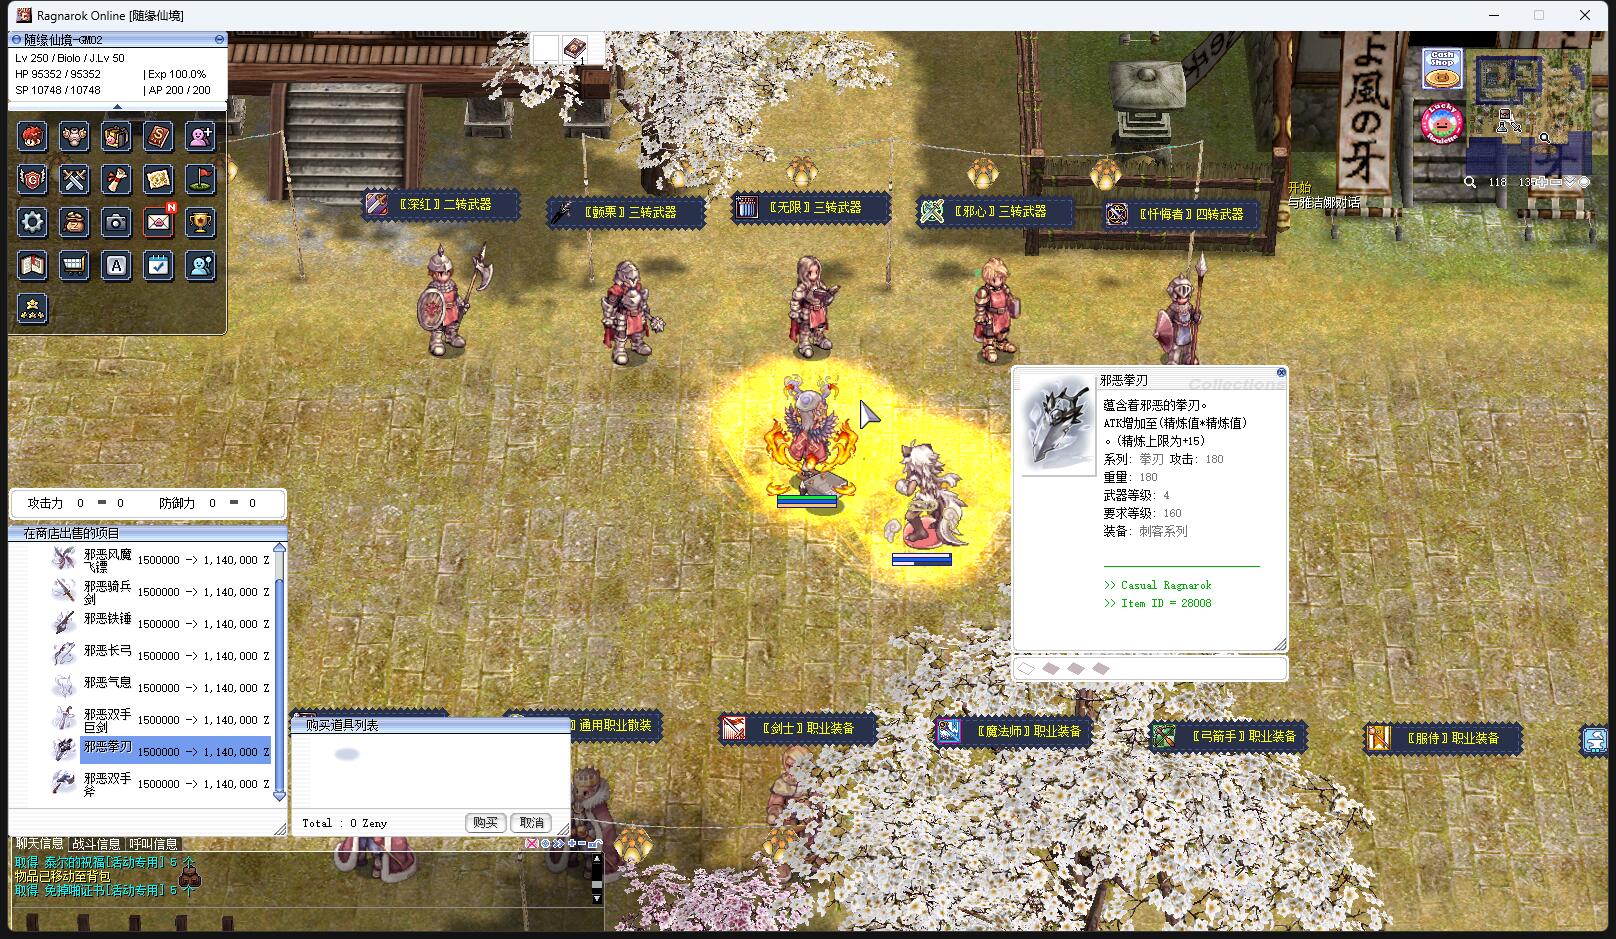 Ragnarok Online [随缘仙境]
随缘仙境-GM02
Lv 250 / Biolo / J.Lv 50
HP 95352 / 95352 | Exp 100.0%
SP 10748 / 10748 | AP 200 / 200
Cash Shop
Lucky Roulette
よ風の牙
118
开始
与雅洁娜对话
N
A
〖深红〗二转武器
〖颤栗〗三转武器
〖无限〗三转武器
〖邪心〗三转武器
〖忏悔者〗四转武器
邪恶拳刃
Collections
蕴含着邪恶的拳刃。
ATK增加至(精炼值*精炼值)
。(精炼上限为+15)
系列: 拳刃 攻击: 180
重量: 180
武器等级: 4
要求等级: 160
装备: 刺客系列
>> Casual Ragnarok
>> Item ID = 28008
攻击力 0 = 0 防御力 0 = 0
在商店出售的项目
邪恶风魔飞镖 1500000 -> 1,140,000 Z
邪恶骑兵剑 1500000 -> 1,140,000 Z
邪恶铁锤 1500000 -> 1,140,000 Z
邪恶长弓 1500000 -> 1,140,000 Z
邪恶气息 1500000 -> 1,140,000 Z
邪恶双手巨剑 1500000 -> 1,140,000 Z
邪恶拳刃 1500000 -> 1,140,000 Z
邪恶双手斧 1500000 -> 1,140,000 Z
购买道具列表
Total : 0 Zeny
购买 取消
〗通用职业散装
〖剑士〗职业装备
〖魔法师〗职业装备
〖弓箭手〗职业装备
〖服侍〗职业装备
聊天信息 战斗信息 呼叫信息
取得 泰尔的祝福[活动专用] 5 个
物品已移动至背包
取得 免掉啪证书[活动专用] 5 个